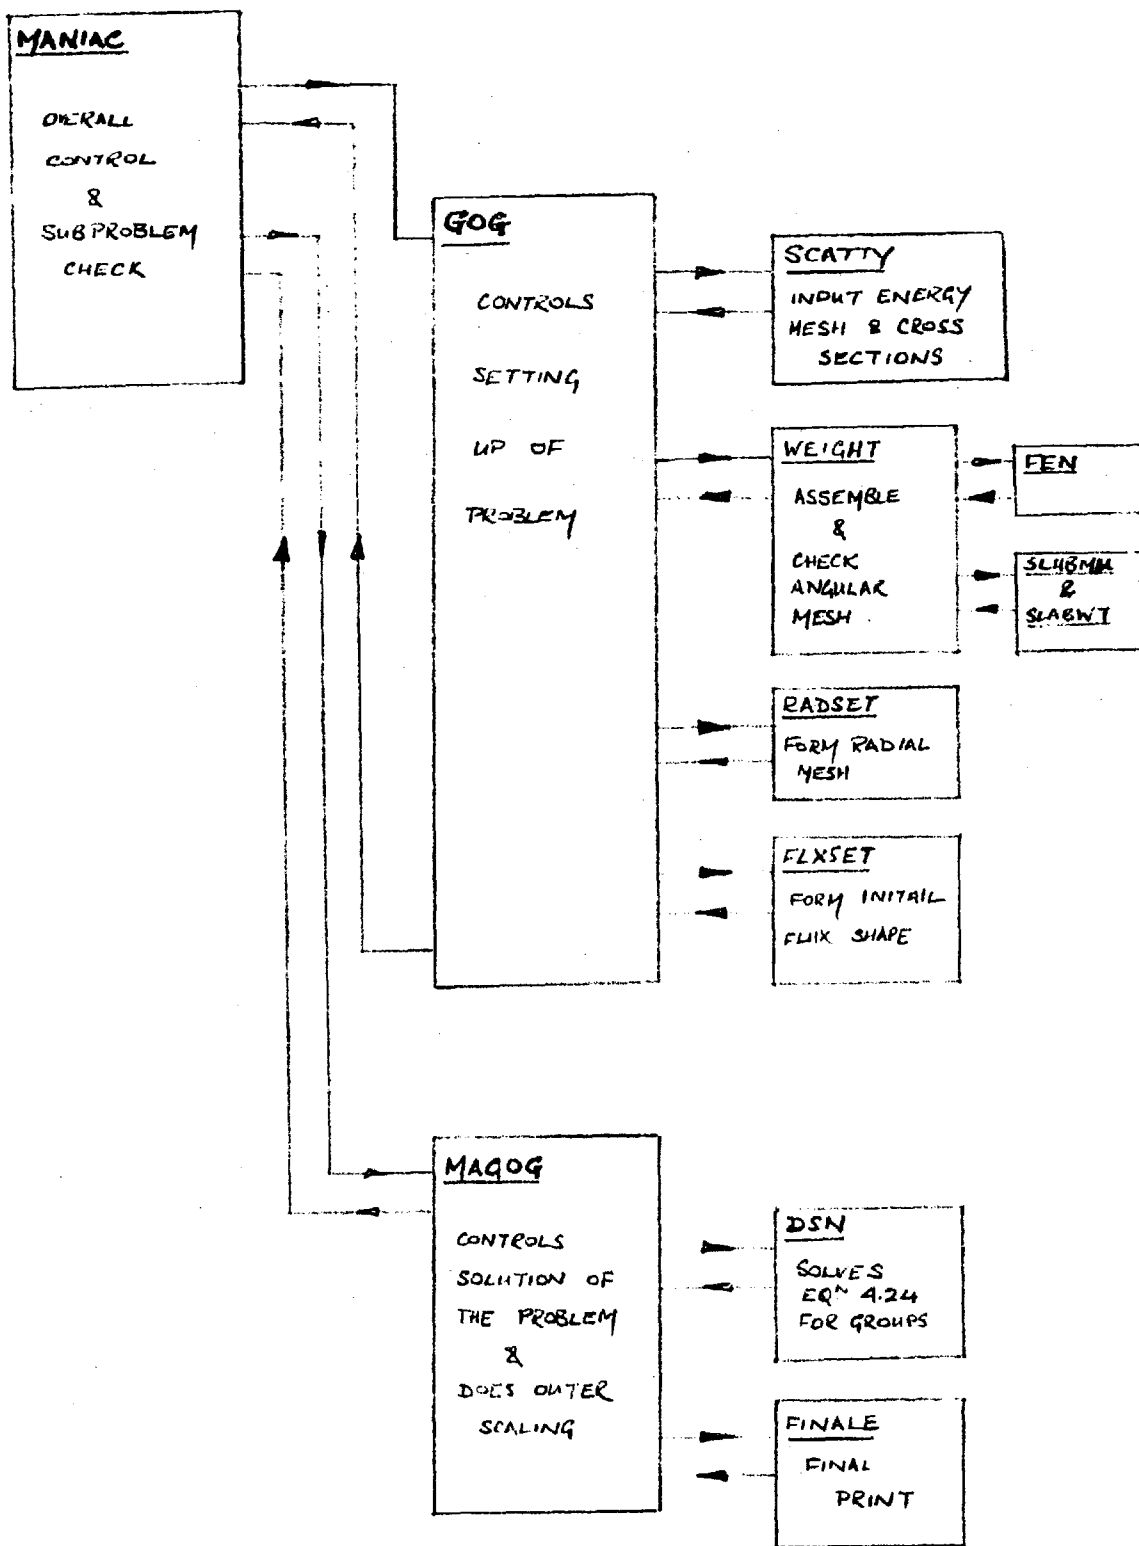 MANIAC
OVERALL
CONTROL
&
SUBPROBLEM
CHECK
GOG
CONTROLS
SETTING
UP OF
PROBLEM
SCATTY
INPUT ENERGY
MESH & CROSS
SECTIONS
WEIGHT
ASSEMBLE
&
CHECK
ANGULAR
MESH
FEN
&
SLABWT
RADSET
FORM RADIAL
MESH
FLXSET
FORM INITAIL
FLUX SHAPE
MAGOG
CONTROLS
SOLUTION OF
THE PROBLEM
&
DOES OUTER
SCALING
DSN
SOLVES
EQN 4.24
FOR GROUPS
FINALE
FINAL
PRINT